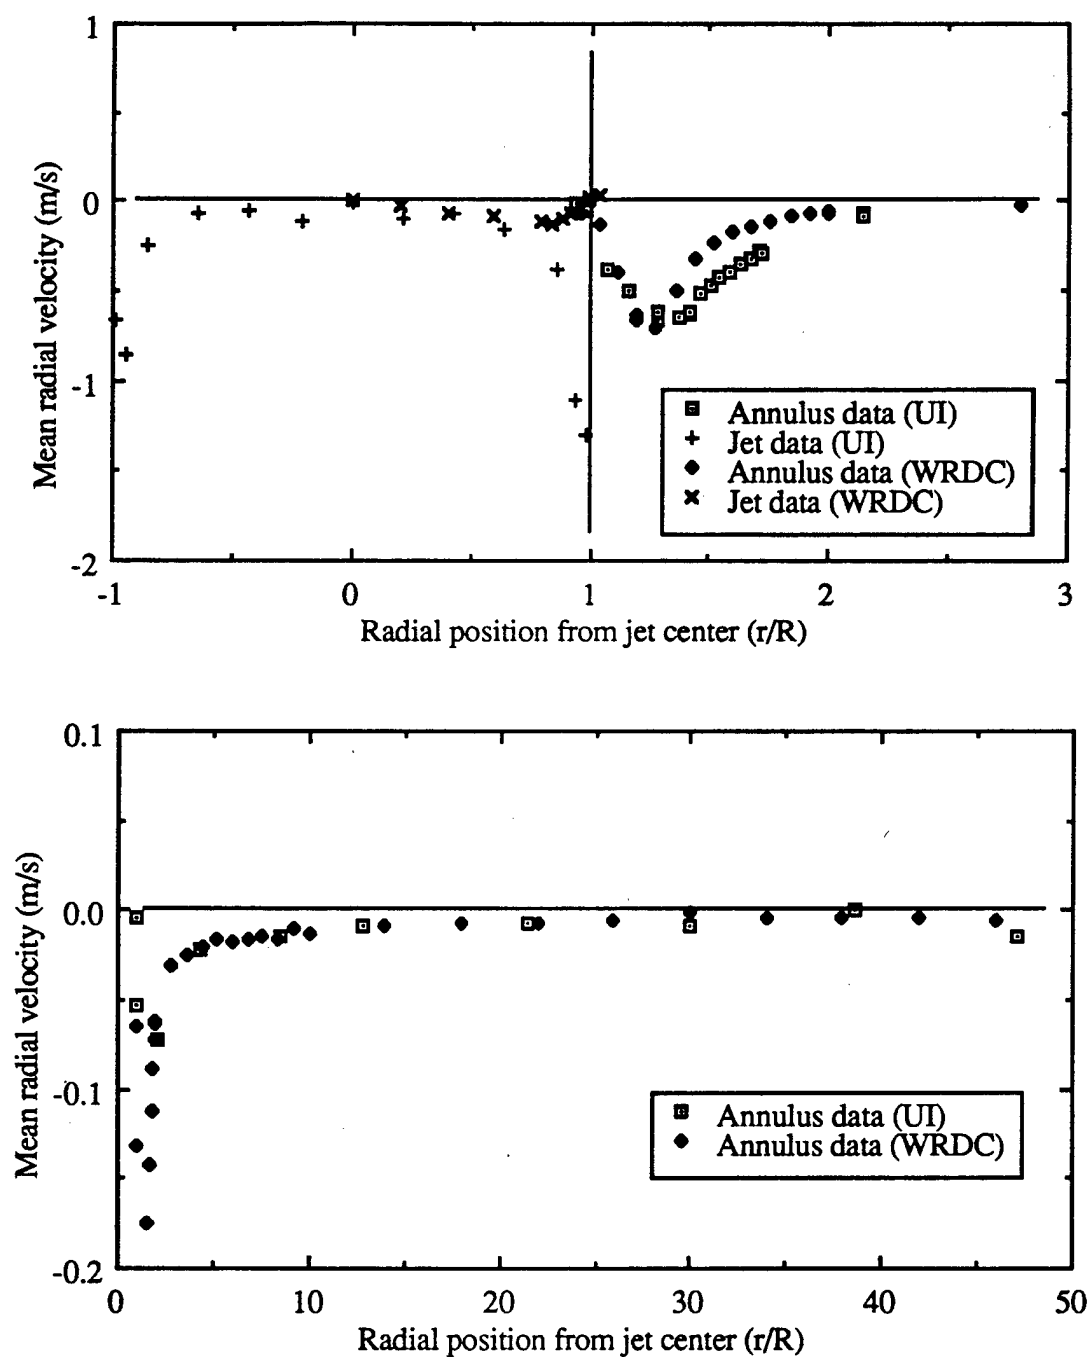 1
0
-1
-2
Mean radial velocity (m/s)
Annulus data (UI)
Jet data (UI)
Annulus data (WRDC)
Jet data (WRDC)
-1 0 1 2 3
Radial position from jet center (r/R)
0.1
0.0
-0.1
-0.2
Mean radial velocity (m/s)
Annulus data (UI)
Annulus data (WRDC)
0 10 20 30 40 50
Radial position from jet center (r/R)